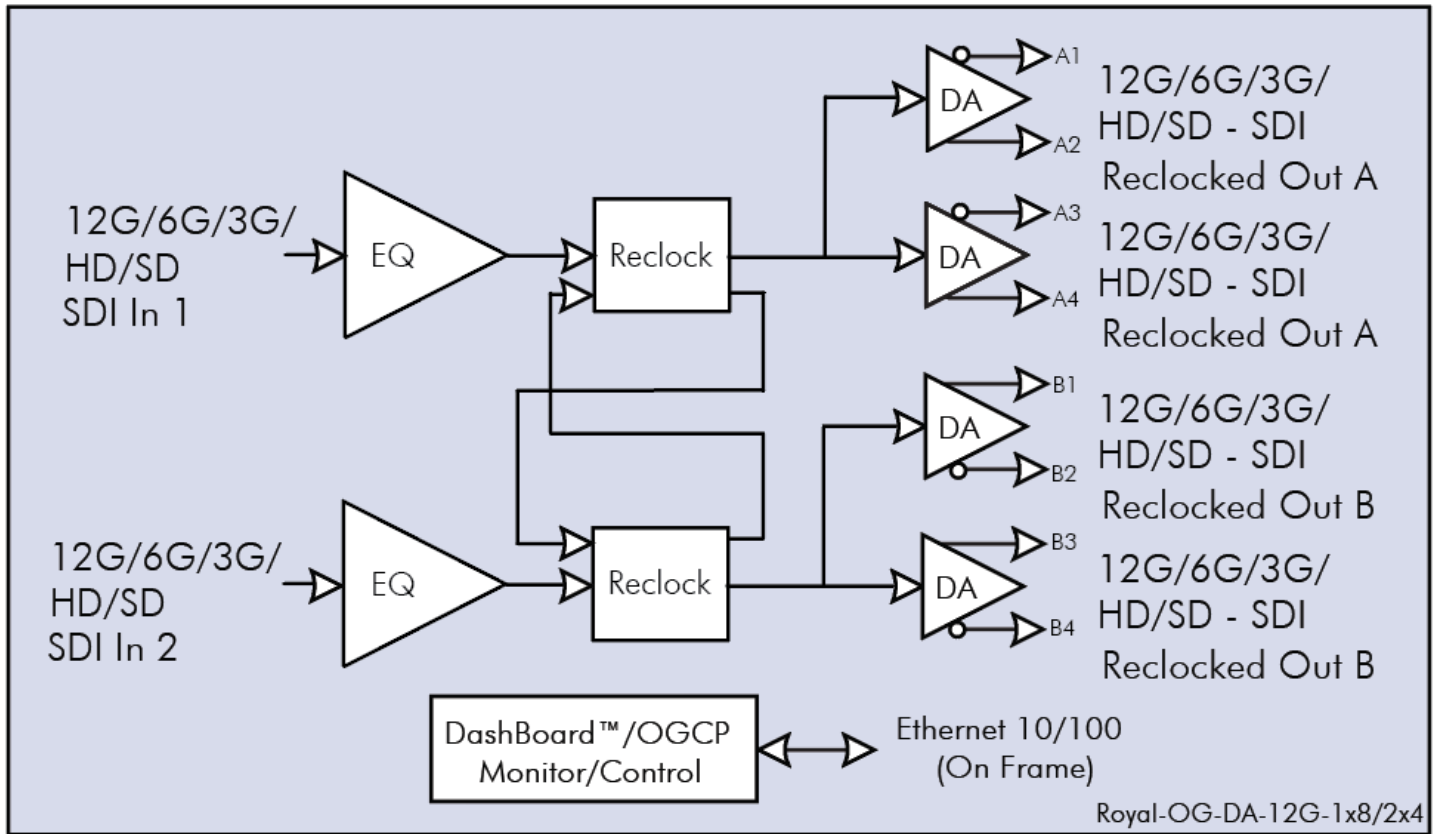 12G/6G/3G/
HD/SD
SDI In 1
EQ
Reclock
DA
A1
A2
12G/6G/3G/
HD/SD - SDI
Reclocked Out A
DA
A3
A4
12G/6G/3G/
HD/SD - SDI
Reclocked Out A
12G/6G/3G/
HD/SD
SDI In 2
EQ
Reclock
DA
B1
B2
12G/6G/3G/
HD/SD - SDI
Reclocked Out B
DA
B3
B4
12G/6G/3G/
HD/SD - SDI
Reclocked Out B
DashBoard™/OGCP
Monitor/Control
Ethernet 10/100
(On Frame)
Royal-OG-DA-12G-1x8/2x4